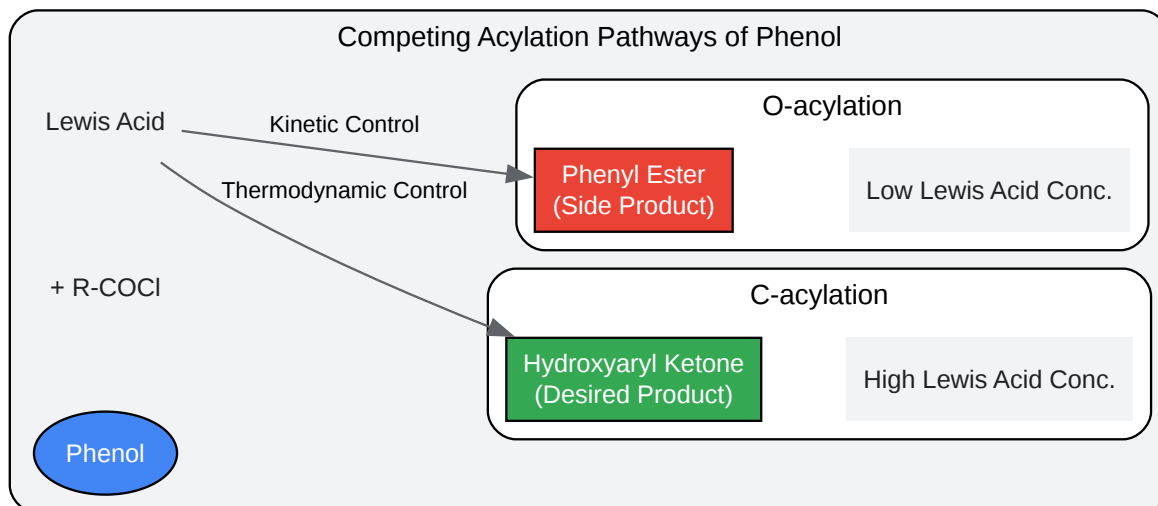 Competing Acylation Pathways of Phenol
O-acylation
Lewis Acid
Kinetic Control
Phenyl Ester
(Side Product)
Low Lewis Acid Conc.
Thermodynamic Control
+ R-COCl
C-acylation
Hydroxyaryl Ketone
(Desired Product)
High Lewis Acid Conc.
Phenol